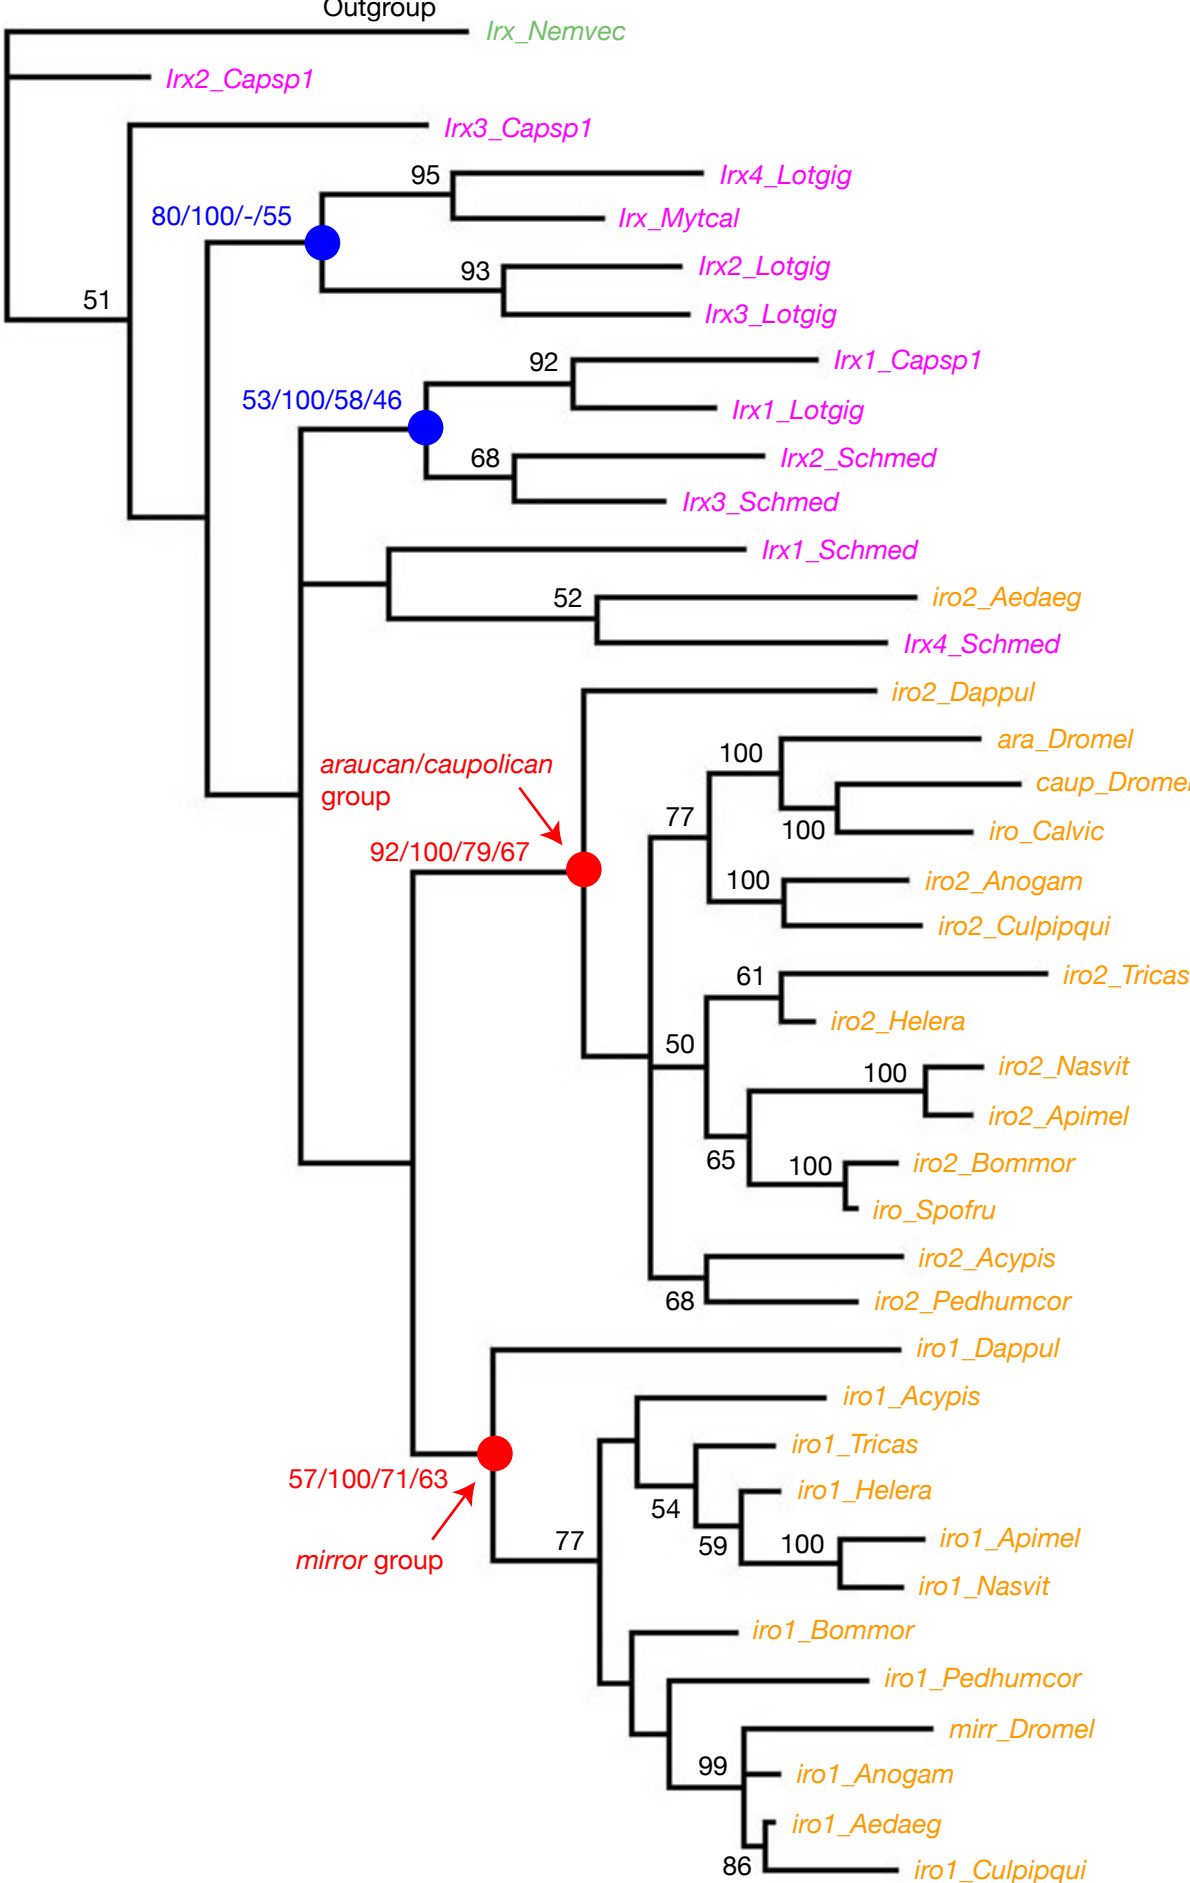 Outgroup
Irx_Nemvec
Irx2_Capsp1
Irx3_Capsp1
95
Irx4_Lotgig
80/100/-/55
Irx_Mytcal
93
Irx2_Lotgig
51
Irx3_Lotgig
92
Irx1_Capsp1
53/100/58/46
Irx1_Lotgig
68
Irx2_Schmed
Irx3_Schmed
Irx1_Schmed
52
iro2_Aedaeg
Irx4_Schmed
iro2_Dappul
100
ara_Dromel
araucan/caupolican
group
caup_Dromel
77
100
iro_Calvic
92/100/79/67
100
iro2_Anogam
iro2_Culpipqui
61
iro2_Tricas
iro2_Helera
50
100
iro2_Nasvit
iro2_Apimel
65
100
iro2_Bommor
iro_Spofru
iro2_Acypis
68
iro2_Pedhumcor
iro1_Dappul
iro1_Acypis
iro1_Tricas
57/100/71/63
54
iro1_Helera
59
100
iro1_Apimel
77
mirror group
iro1_Nasvit
iro1_Bommor
iro1_Pedhumcor
mirr_Dromel
99
iro1_Anogam
iro1_Aedaeg
86
iro1_Culpipqui